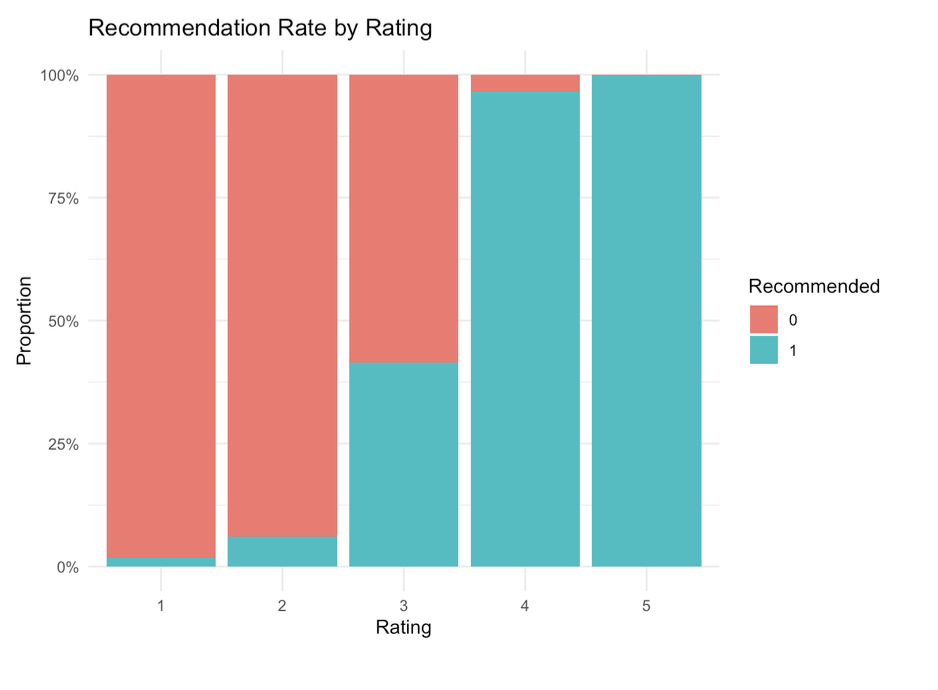 Recommendation Rate by Rating
100%
75%
50%
25%
0%
Proportion
1 2 3 4 5
Rating
Recommended
0
1